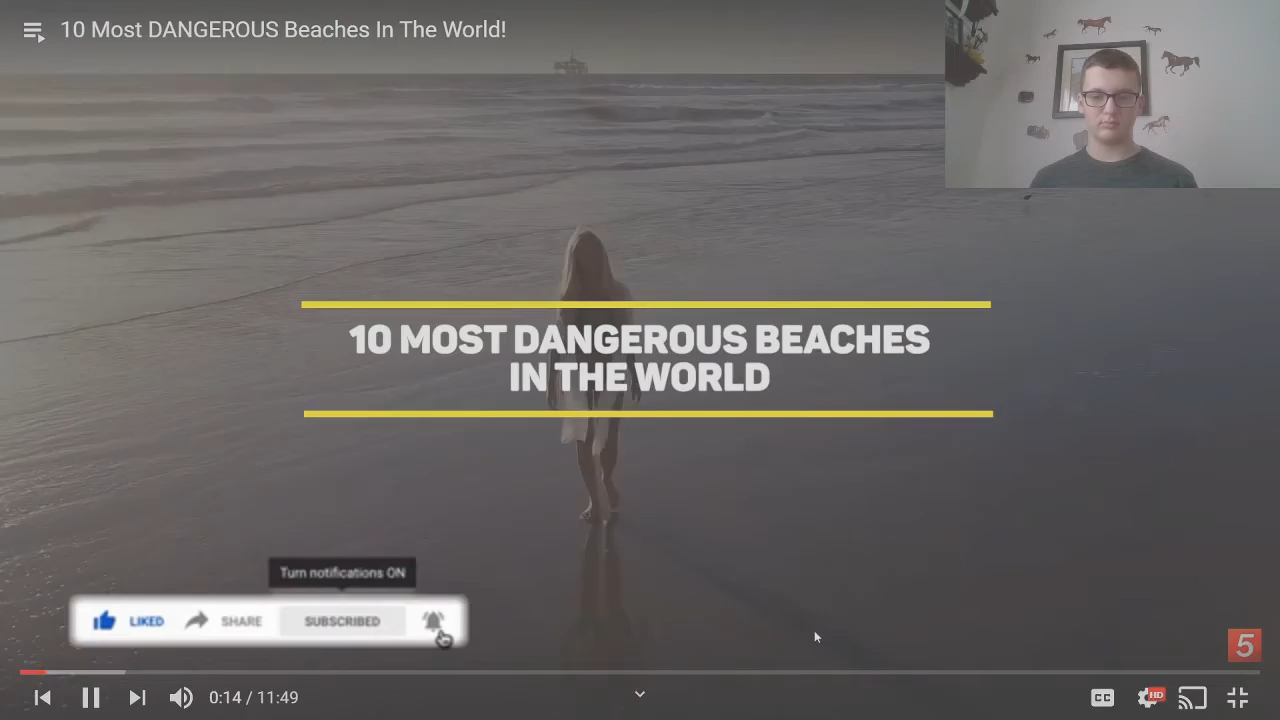 10 Most DANGEROUS Beaches In The World!
10 MOST DANGEROUS BEACHES
IN THE WORLD
Turn notifications ON
LIKED SHARE SUBSCRIBED
5
0:14 / 11:49
CC HD